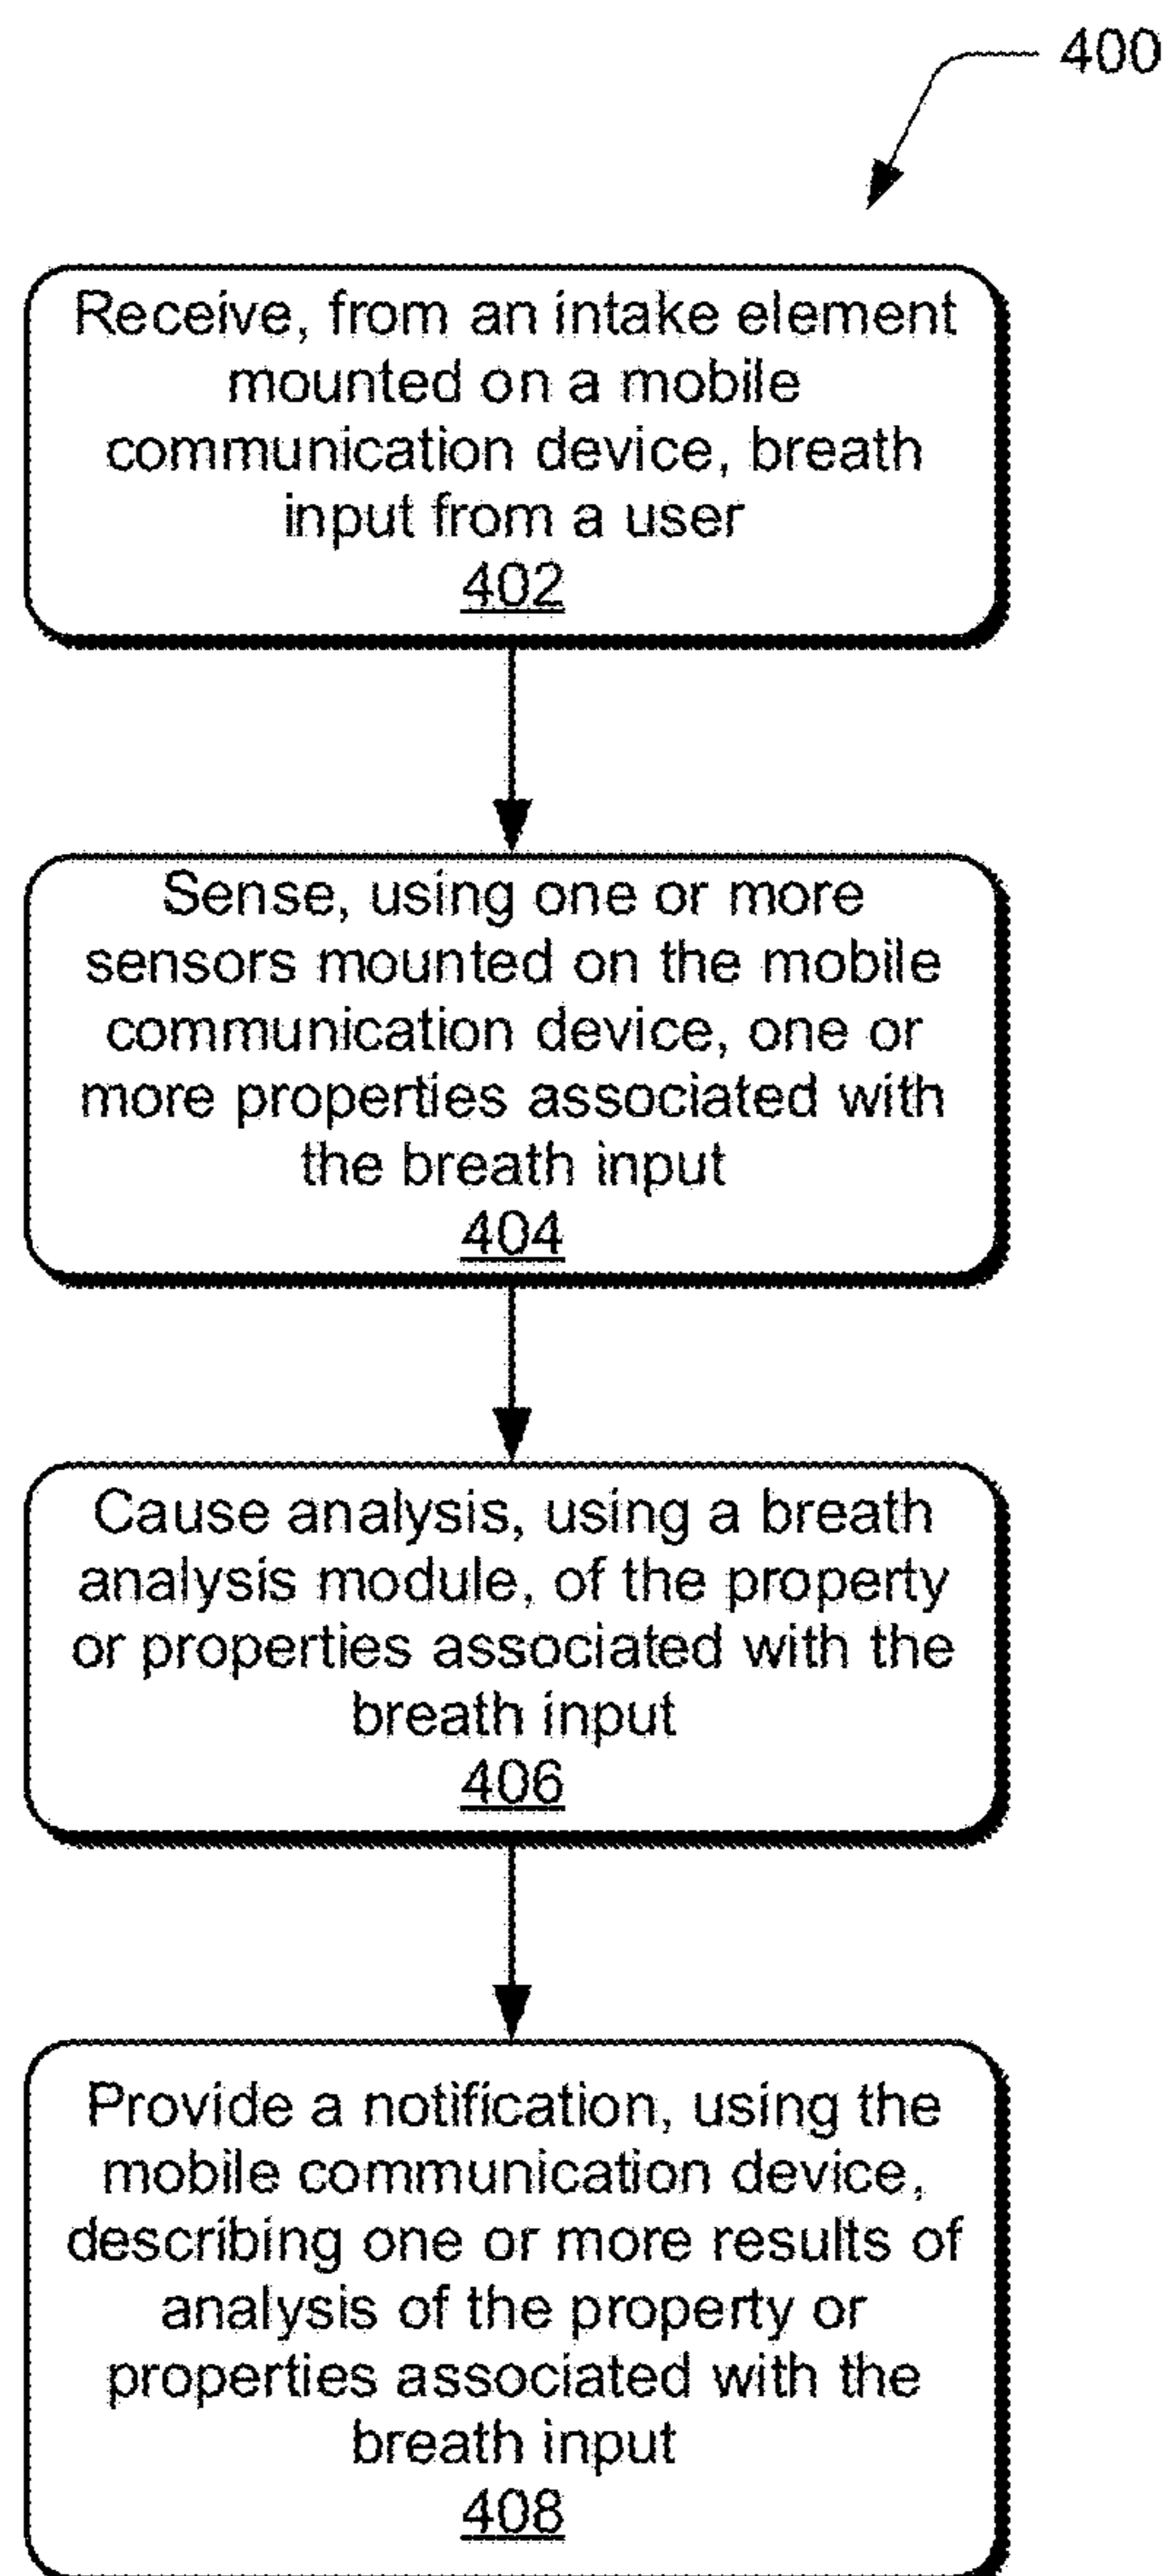 400
Receive, from an intake element
mounted on a mobile
communication device, breath
input from a user
402
Sense, using one or more
sensors mounted on the mobile
communication device, one or
more properties associated with
the breath input
404
Cause analysis, using a breath
analysis module, of the property
or properties associated with the
breath input
406
Provide a notification, using the
mobile communication device,
describing one or more results of
analysis of the property or
properties associated with the
breath input
408